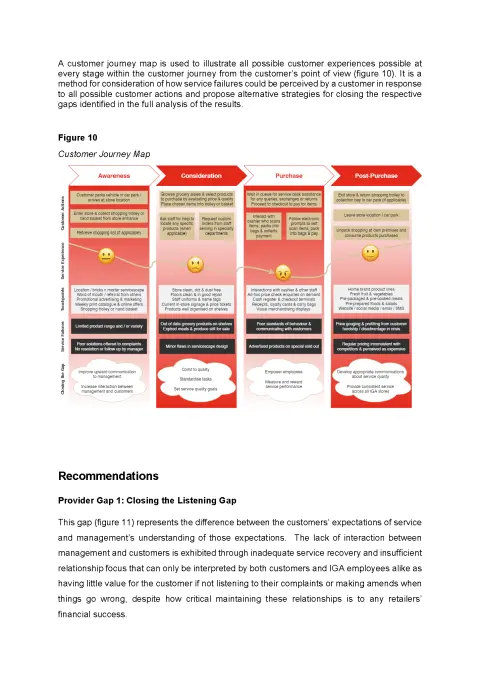 A customer journey map is used to illustrate all possible customer experiences possible at
every stage within the customer journey from the customer's point of view (figure 10). It is a
method for consideration of how service failures could be perceived by a customer in response
to all possible customer actions and propose alternative strategies for closing the respective
gaps identified in the full analysis of the results.
Figure 10
Customer Journey Map
Awareness
Consideration
Purchase
Post-Purchase
Customer Actions
Customer parks vehicle in car park /
arrives at store location
Enter store & collect shopping trolley or
hand basket from store entrance
Retrieve shopping list (if applicable)
Browse grocery aisles & select products
to purchase by evaluating price & quality
Place chosen items into trolley or basket
Ask staff for help to
locate any specific
products (when
applicable)
Request custom
orders from staff
serving in specialty
departments
Wait in queue for service desk assistance
for any queries, exchanges or returns
Proceed to checkout to pay for items
Interact with
cashier who scans
items, packs into
bags & collects
payment
Follow electronic
prompts to self
scan items, pack
into bags & pay
Exit store & return shopping trolley to
collection bay in car park (if applicable)
Leave store location / car park
Unpack shopping at own premises and
consume products purchased
Service Experience
Touchpoints
Location / bricks n mortar servicescape
Word of mouth / referral from others
Promotional advertising & marketing
Weekly print catalogue & online offers
Shopping trolley or hand basket
Store clean, dirt & dust free
Fixtures clean & in good repair
Staff uniforms & name tags
Current in-store signage & price tickets
Products well organised on shelves
Interactions with cashier & other staff
Ad hoc price check enquiries on demand
Cash register & checkout terminals
Receipts, loyalty cards & carry bags
Visual merchandising displays
Home brand product lines
Fresh fruit & vegetables
Pre-packaged & pre-cooked meals
Pre-prepared foods & salads
Website / social media / email / SMS
Service Failures
Limited product range and / or variety
Poor solutions offered to complaints
No resolution or follow up by manager
Out of date grocery products on shelves
Expired meats & produce still for sale
Minor flaws in servicescape design
Poor standards of behaviour &
communicating with customers
Advertised products on special sold out
Price gouging & profiting from customer
hardship / disadvantage in crisis
Regular pricing inconsistent with
competitors & perceived as expensive
Closing the Gap
Improve upward communication
to management
Increase interaction between
management and customers
Commit to quality
Standardise tasks
Set service quality goals
Empower employees
Measure and reward
service performance
Develop appropriate communications
about service quality
Provide consistent service
across all IGA stores
Recommendations
Provider Gap 1: Closing the Listening Gap
This gap (figure 11) represents the difference between the customers' expectations of service
and management's understanding of those expectations. The lack of interaction between
management and customers is exhibited through inadequate service recovery and insufficient
relationship focus that can only be interpreted by both customers and IGA employees alike as
having little value for the customer if not listening to their complaints or making amends when
things go wrong, despite how critical maintaining these relationships is to any retailers'
financial success.